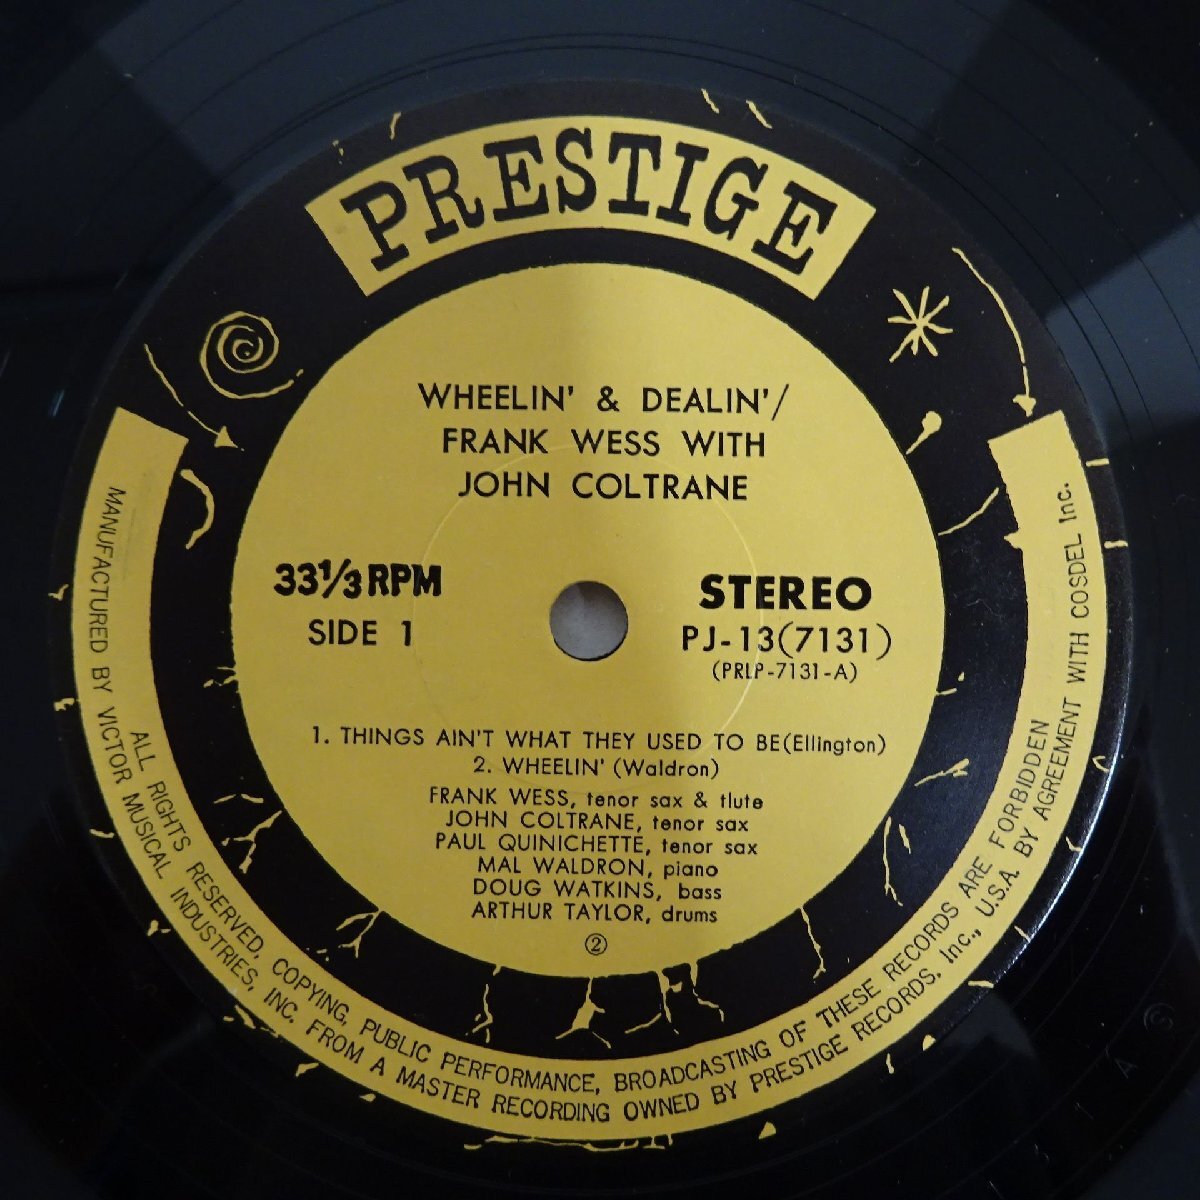 PRESTIGE
WHEELIN' & DEALIN'/
FRANK WESS WITH
JOHN COLTRANE
33⅓RPM
SIDE 1
STEREO
PJ-13(7131)
(PRLP-7131-A)
1. THINGS AIN'T WHAT THEY USED TO BE(Ellington)
2. WHEELIN' (Waldron)
FRANK WESS, tenor sax & tlute
JOHN COLTRANE, tenor sax
PAUL QUINICHETTE, tenor sax
MAL WALDRON, piano
DOUG WATKINS, bass
ARTHUR TAYLOR, drums
②
ALL RIGHTS RESERVED, COPYING, PUBLIC PERFORMANCE, BROADCASTING OF THESE RECORDS ARE FORBIDDEN
MANUFACTURED BY VICTOR MUSICAL INDUSTRIES, INC. FROM A MASTER RECORDING OWNED BY PRESTIGE RECORDS. Inc., U.S.A. BY AGREEMENT WITH COSDEL Inc.
A S